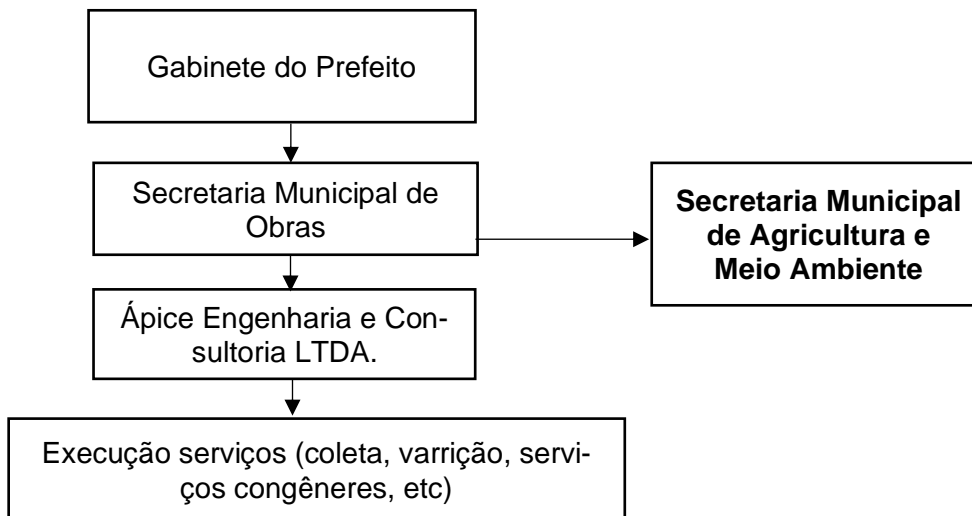 Gabinete do Prefeito
Secretaria Municipal de
Obras
Secretaria Municipal
de Agricultura e
Meio Ambiente
Ápice Engenharia e Con-
sultoria LTDA.
Execução serviços (coleta, varrição, servi-
ços congêneres, etc)